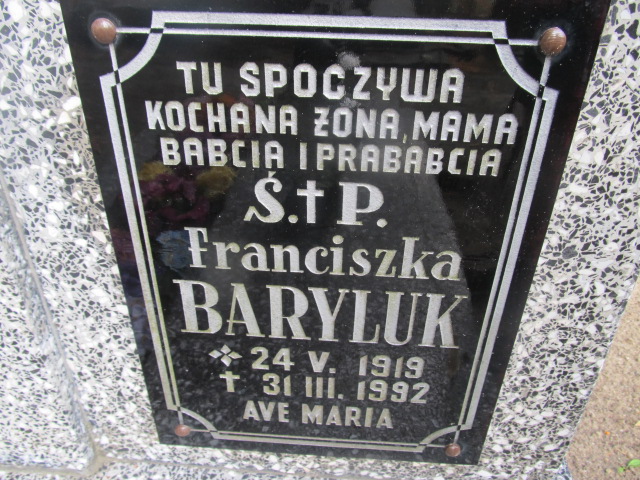 TU SPOCZYWA
KOCHANA ŻONA, MAMA
BABCIA I PRABABCIA
Ś.†P.
Franciszka
BARYLUK
24 V. 1919
† 31 III. 1992
AVE MARIA